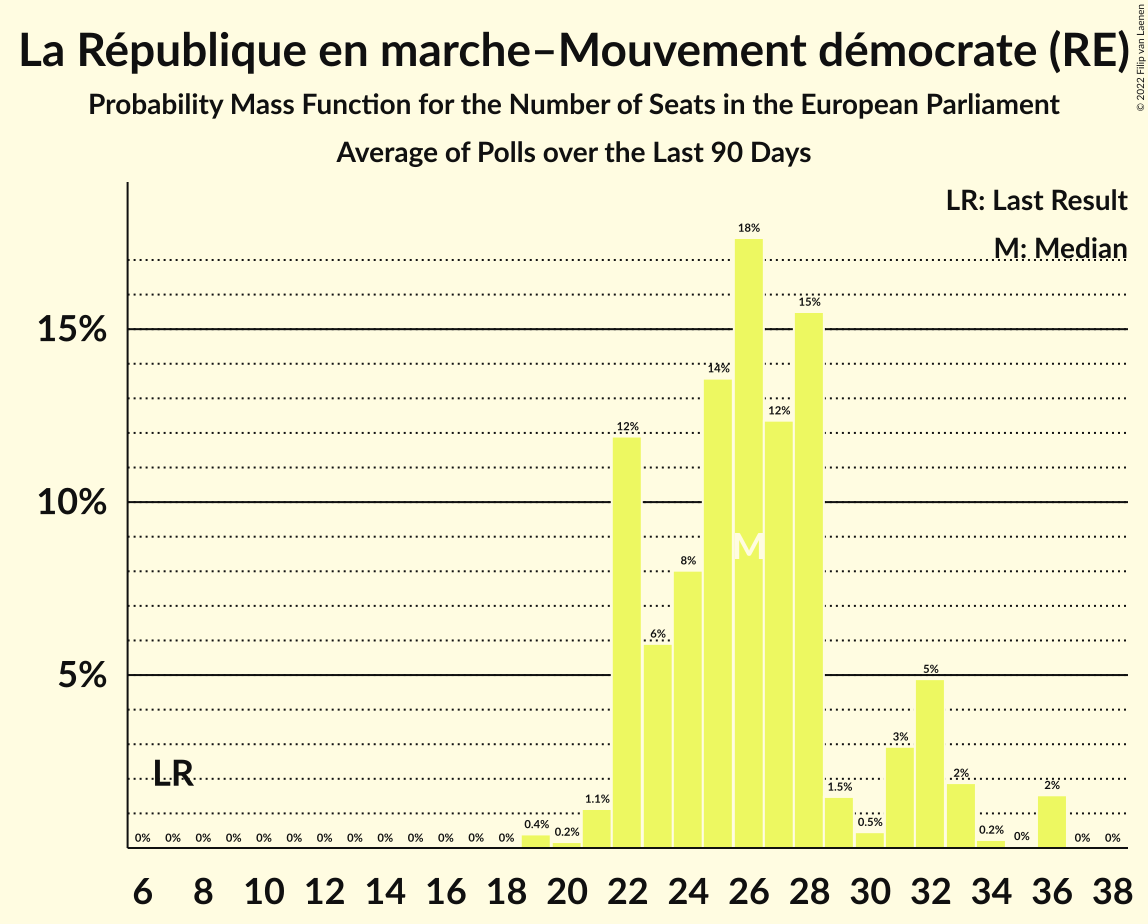 La République en marche–Mouvement démocrate (RE)
© 2022 Filip van Laenen
Probability Mass Function for the Number of Seats in the European Parliament
Average of Polls over the Last 90 Days
LR: Last Result
M: Median
15%
10%
5%
0% 0% 0% 0% 0% 0% 0% 0% 0% 0% 0% 0% 0% 0.4% 0.2% 1.1% 12% 6% 8% 14% 18% 12% 15% 1.5% 0.5% 3% 5% 2% 0.2% 0% 2% 0% 0%
M
LR
6 8 10 12 14 16 18 20 22 24 26 28 30 32 34 36 38